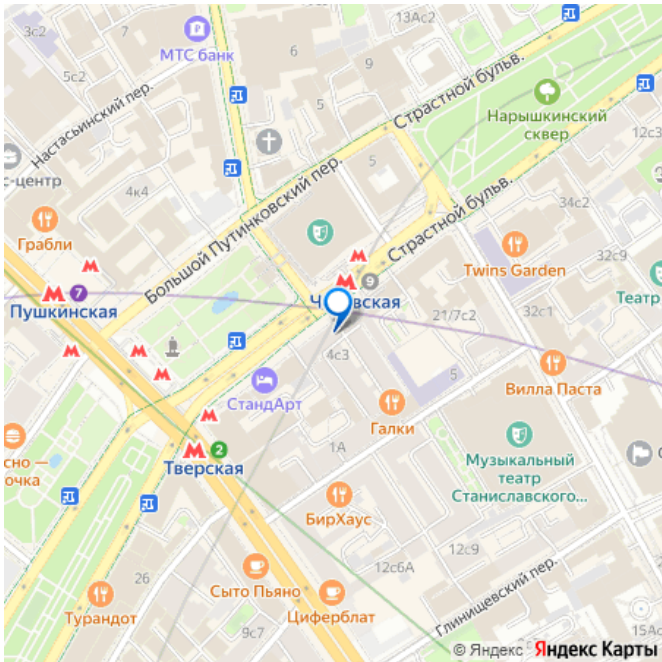 3с2
7
МТС банк
13Ас2
5с2
6
9
7
Страстной бульв.
Нарышкинский
сквер
Настасьинский пер.
5
12с3
с-центр
4к4
5
34с2
Грабли
Большой Путинковский пер.
Страстной бульв.
Twins Garden
32с9
7
Пушкинская
9
21/7с2
32с1
4с3
5
Вилла Паста
СтандАрт
Галки
2
Тверская
1А
Музыкальный
театр
Станиславского...
сно —
очка
БирХаус
12с9
26
12с6А
Сыто Пьяно
Глинищевский пер.
Турандот
Циферблат
9с7
© Яндекс Яндекс Карты